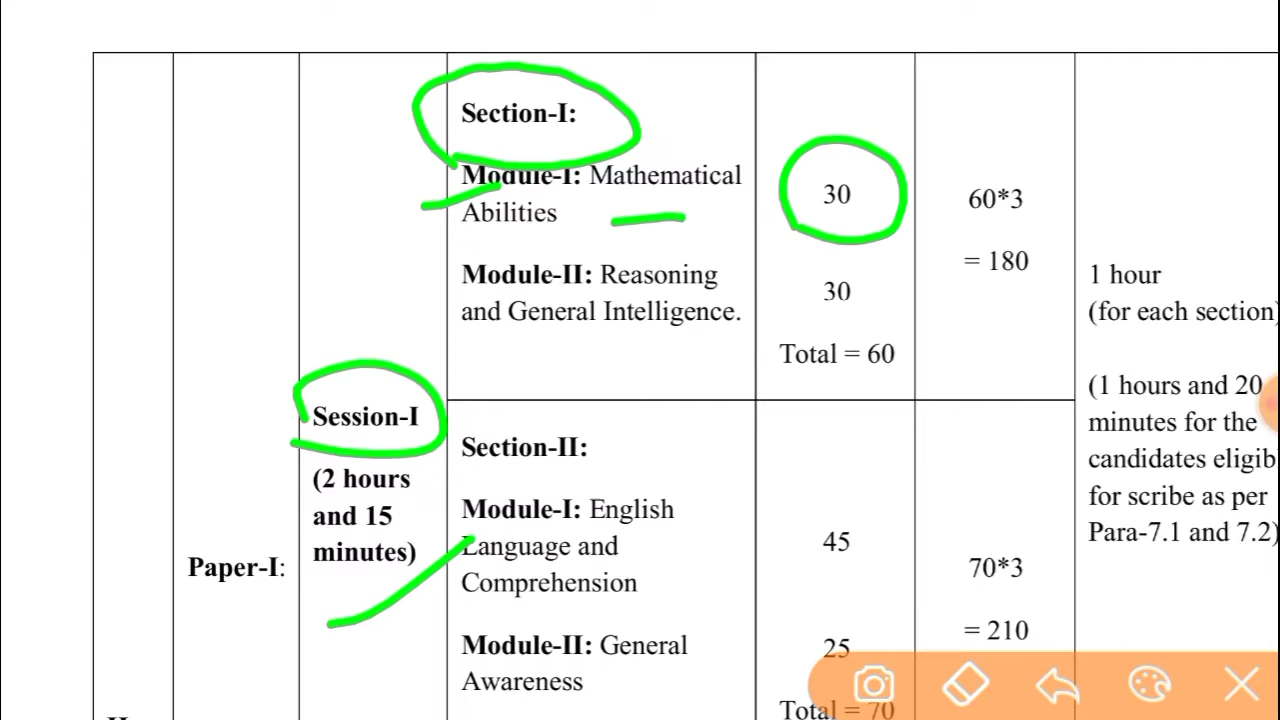 Section-I:
Module-I: Mathematical
Abilities
Module-II: Reasoning
and General Intelligence.
30
30
Total = 60
60*3
= 180
1 hour
(for each section)
(1 hours and 20
minutes for the
candidates eligib
for scribe as per
Para-7.1 and 7.2)
Paper-I:
Session-I
(2 hours
and 15
minutes)
Section-II:
Module-I: English
Language and
Comprehension
Module-II: General
Awareness
45
25
Total = 70
70*3
= 210